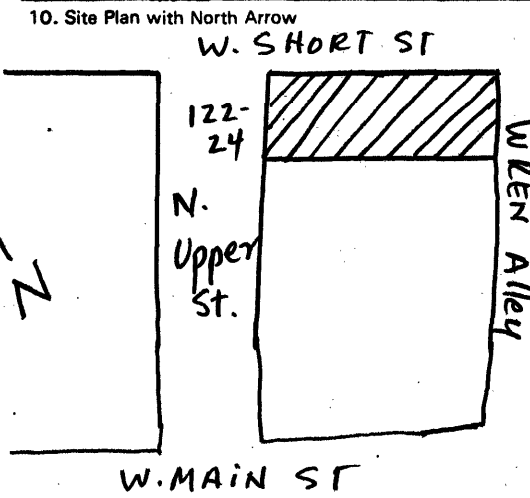 10. Site Plan with North Arrow
W. SHORT ST
122-
24
N.
Upper
St.
WREN Alley
N
W. MAIN ST